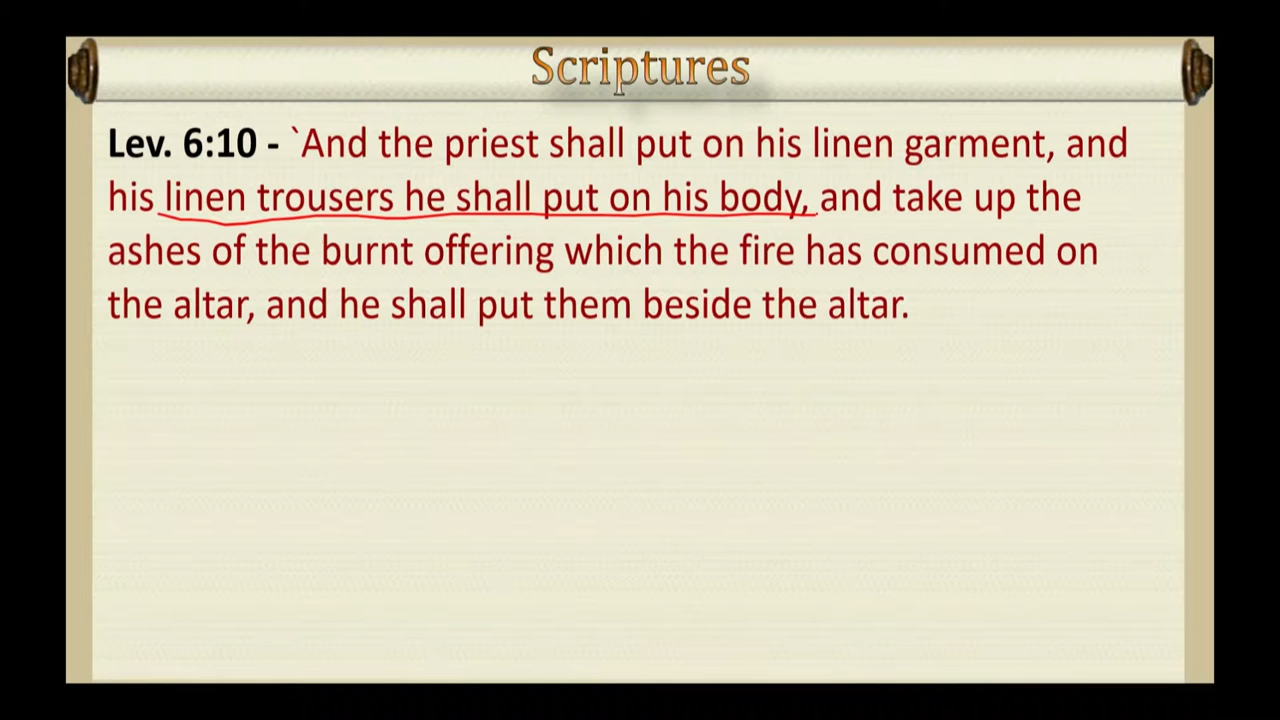 Scriptures
Lev. 6:10 - `And the priest shall put on his linen garment, and
his linen trousers he shall put on his body, and take up the
ashes of the burnt offering which the fire has consumed on
the altar, and he shall put them beside the altar.